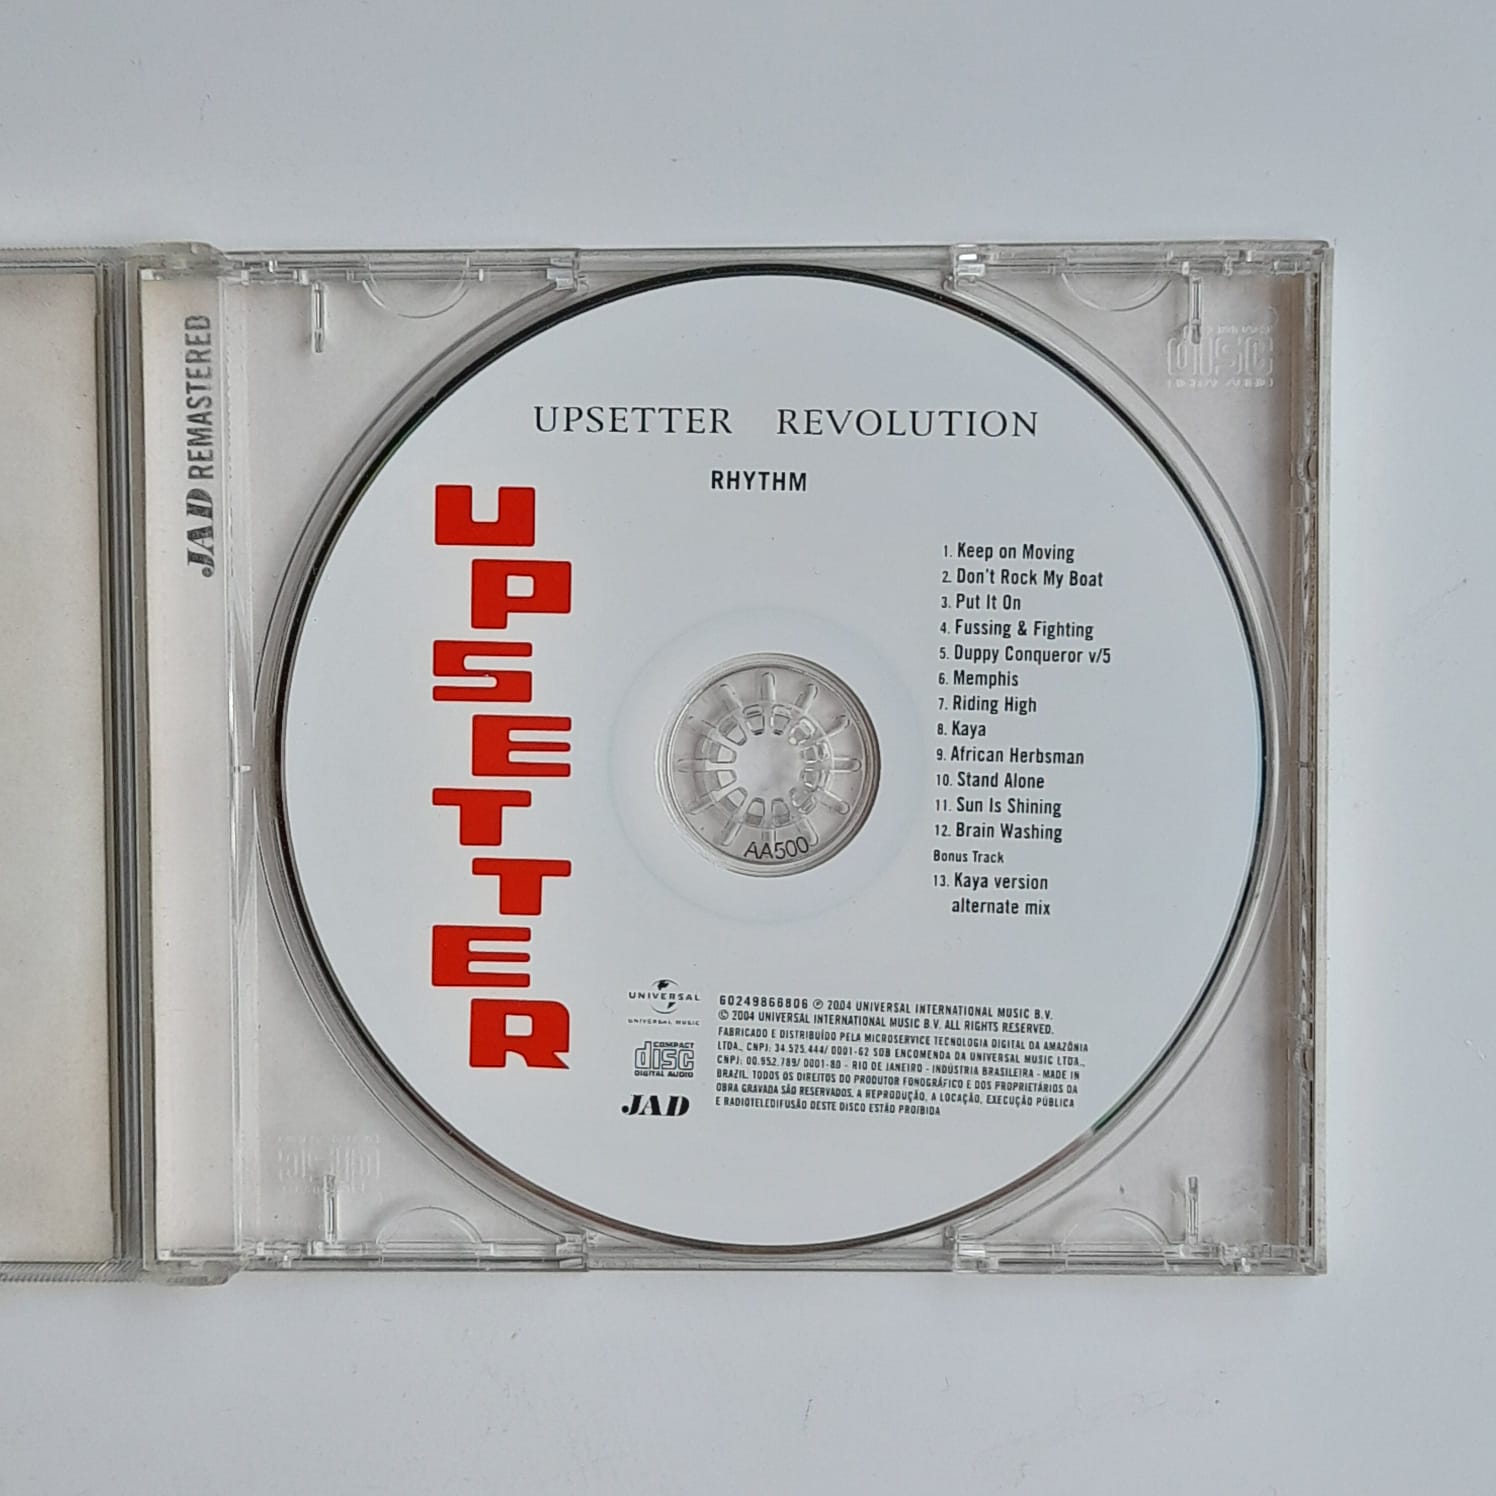 JAD REMASTERED
UPSETTER REVOLUTION
RHYTHM
UPSETTER
1. Keep on Moving
2. Don't Rock My Boat
3. Put It On
4. Fussing & Fighting
5. Duppy Conqueror v/5
6. Memphis
7. Riding High
8. Kaya
9. African Herbsman
10. Stand Alone
11. Sun Is Shining
12. Brain Washing
Bonus Track
13. Kaya version
alternate mix
AA500
UNIVERSAL
UNIVERSAL MUSIC
COMPACT
disc
DIGITAL AUDIO
JAD
60249866806 ℗ 2004 UNIVERSAL INTERNATIONAL MUSIC B.V.
© 2004 UNIVERSAL INTERNATIONAL MUSIC B.V. ALL RIGHTS RESERVED.
FABRICADO E DISTRIBUÍDO PELA MICROSERVICE TECNOLOGIA DIGITAL DA AMAZÔNIA
LTDA., CNPJ: 34.525.444/ 0001-62 SOB ENCOMENDA DA UNIVERSAL MUSIC LTDA.,
CNPJ: 00.952.789/ 0001-80 - RIO DE JANEIRO - INDÚSTRIA BRASILEIRA - MADE IN
BRAZIL. TODOS OS DIREITOS DO PRODUTOR FONOGRÁFICO E DOS PROPRIETÁRIOS DA
OBRA GRAVADA SÃO RESERVADOS. A REPRODUÇÃO, A LOCAÇÃO, EXECUÇÃO PÚBLICA
E RADIOTELEDIFUSÃO DESTE DISCO ESTÃO PROIBIDA
disc